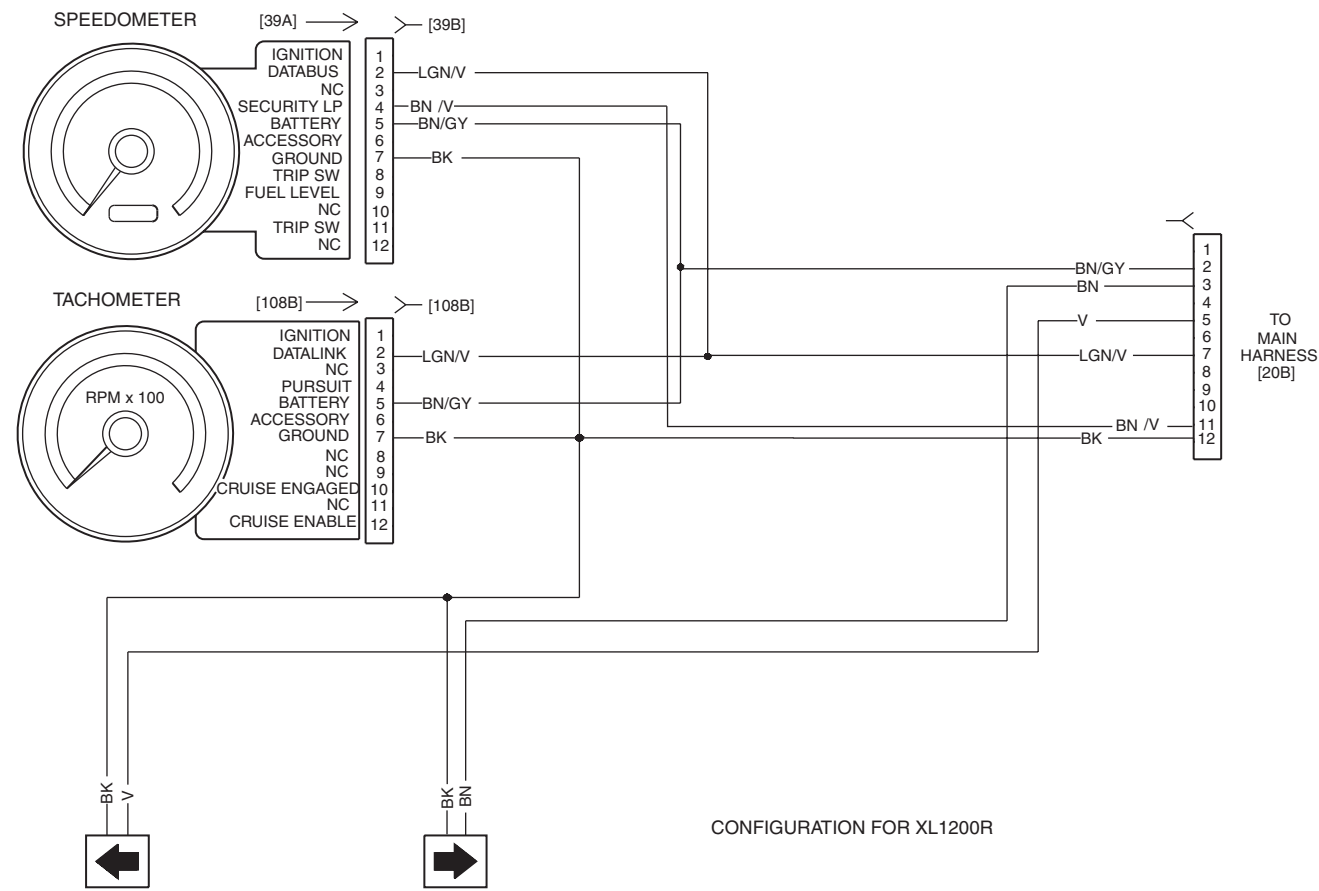 SPEEDOMETER
[39A]
[39B]
IGNITION 1
DATABUS 2 LGN/V
NC 3
SECURITY LP 4 BN /V
BATTERY 5 BN/GY
ACCESSORY 6
GROUND 7 BK
TRIP SW 8
FUEL LEVEL 9
NC 10
TRIP SW 11
NC 12
TACHOMETER
[108B]
[108B]
RPM x 100
IGNITION 1
DATALINK 2 LGN/V
NC 3
PURSUIT 4
BATTERY 5 BN/GY
ACCESSORY 6
GROUND 7 BK
NC 8
NC 9
CRUISE ENGAGED 10
NC 11
CRUISE ENABLE 12
1
BN/GY 2
BN 3
4
V 5
6
LGN/V 7
8
9
10
BN /V 11
BK 12
TO
MAIN
HARNESS
[20B]
BK
V
BK
BN
CONFIGURATION FOR XL1200R